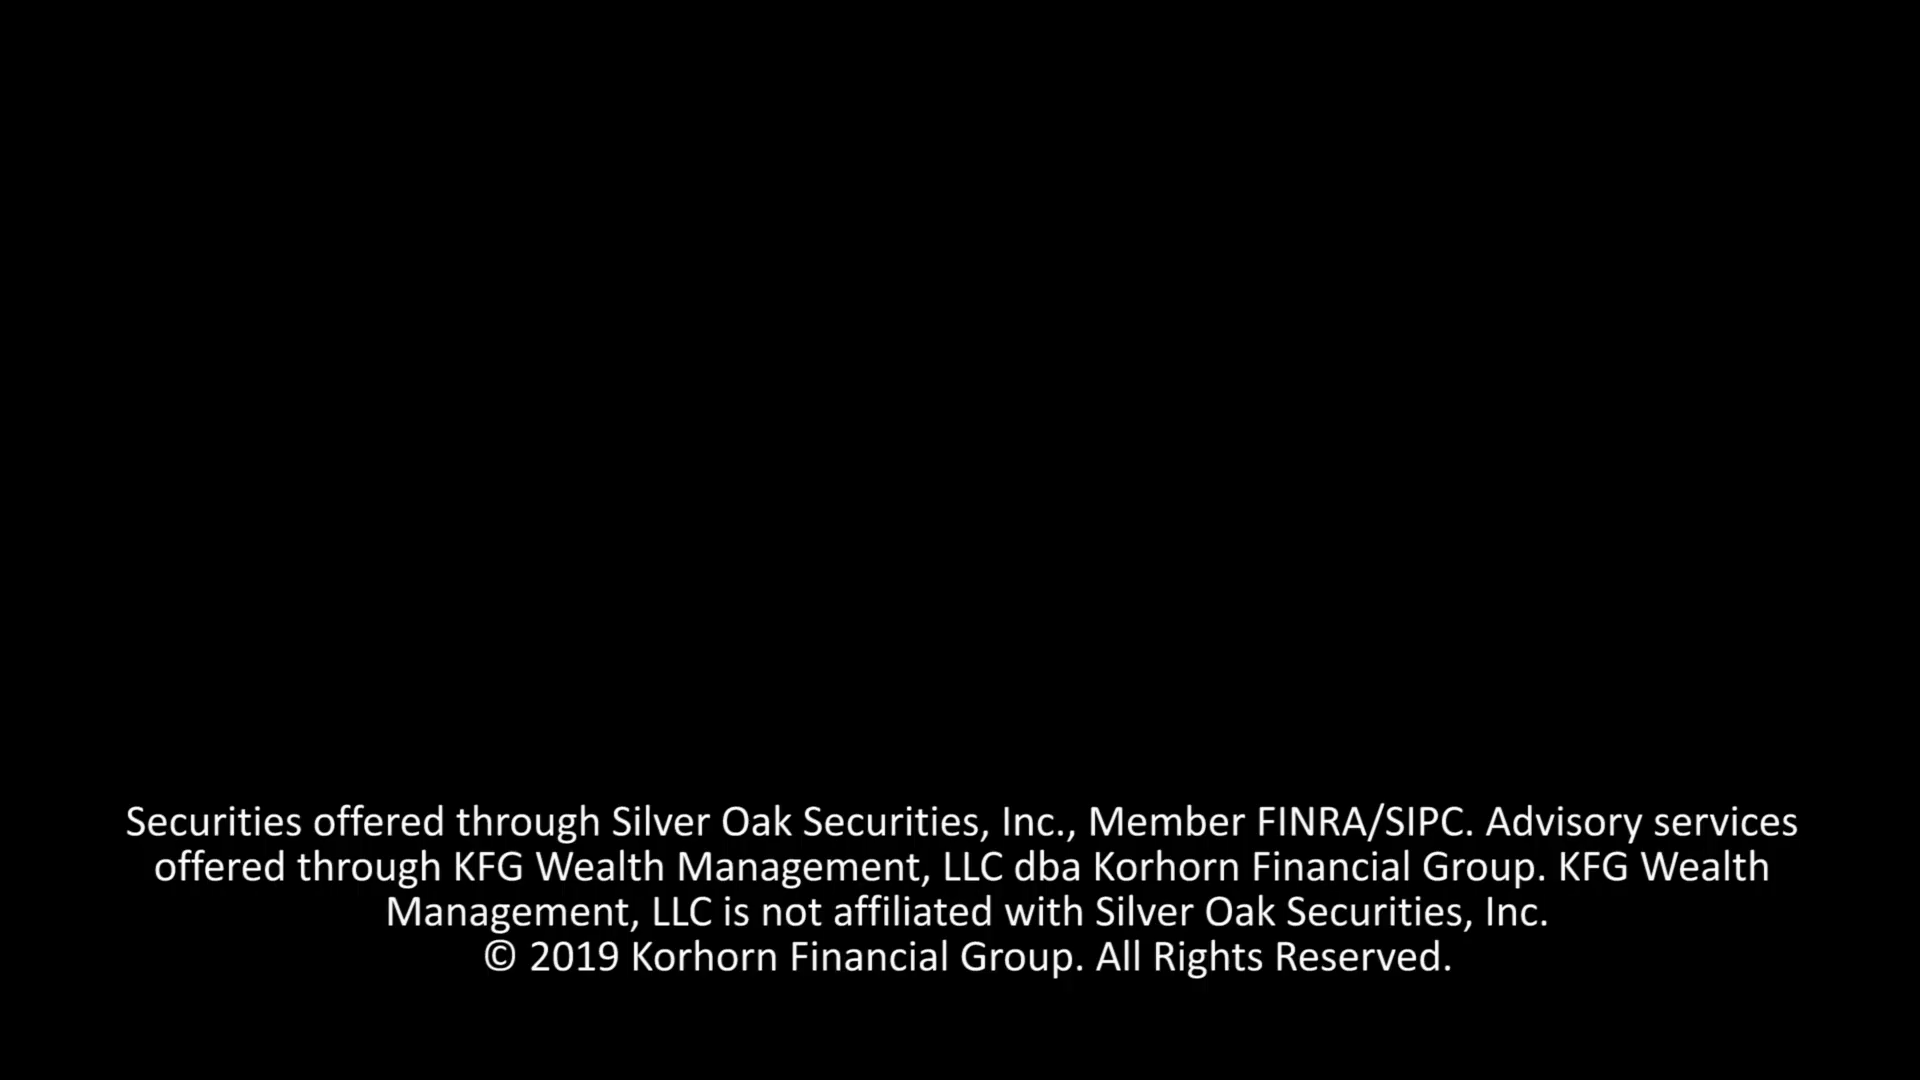 Securities offered through Silver Oak Securities, Inc., Member FINRA/SIPC. Advisory services
offered through KFG Wealth Management, LLC dba Korhorn Financial Group. KFG Wealth
Management, LLC is not affiliated with Silver Oak Securities, Inc.
© 2019 Korhorn Financial Group. All Rights Reserved.